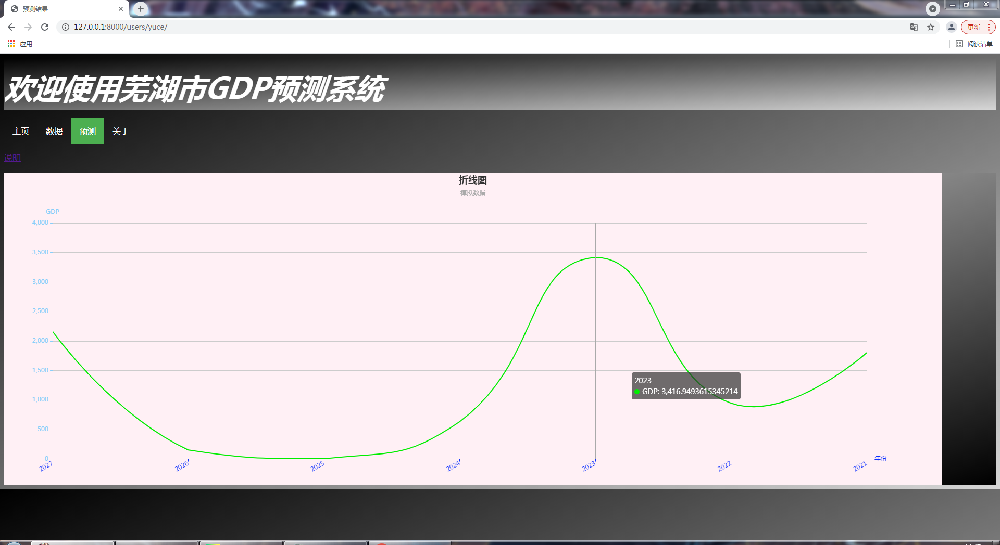 预测结果
127.0.0.1:8000/users/yuce/
更新
应用
阅读清单
欢迎使用芜湖市GDP预测系统
主页 数据 预测 关于
说明
折线图
模拟数据
GDP
4,000
3,500
3,000
2,500
2,000
1,500
1,000
500
0
2023
GDP: 3,416.9493615345214
2027 2026 2025 2024 2023 2022 2021
年份